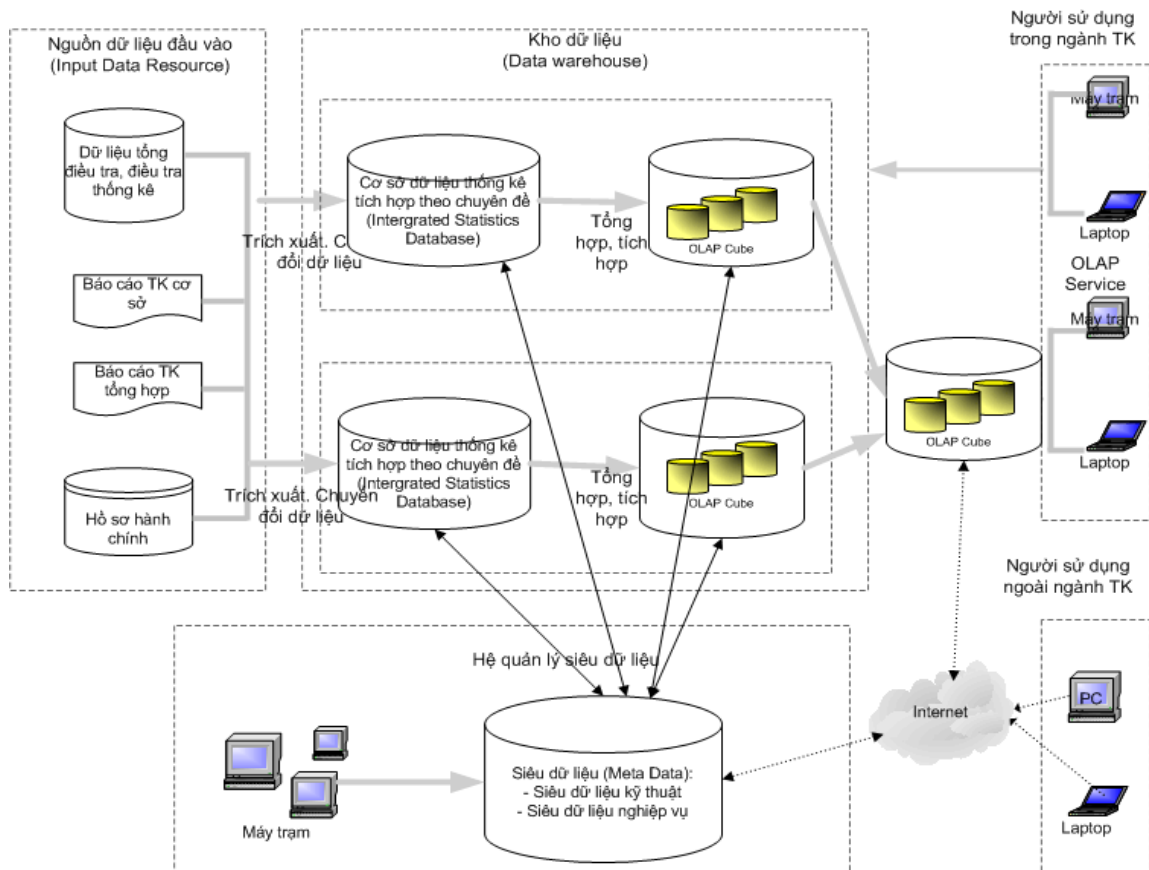 Nguồn dữ liệu đầu vào
(Input Data Resource)
Dữ liệu tổng
điều tra, điều tra
thống kê
Báo cáo TK cơ
sở
Báo cáo TK
tổng hợp
Hồ sơ hành
chính
Kho dữ liệu
(Data warehouse)
Trích xuất. C
đổi dữ liệu
Cơ sở dữ liệu thống kê
tích hợp theo chuyên đề
(Intergrated Statistics
Database)
Tổng
hợp, tích
hợp
OLAP Cube
Trích xuất. Chuyển
đổi dữ liệu
Cơ sở dữ liệu thống kê
tích hợp theo chuyên đề
(Intergrated Statistics
Database)
Tổng
hợp, tích
hợp
OLAP Cube
OLAP Cube
Người sử dụng
trong ngành TK
Máy trạm
Laptop
OLAP
Service
Máy trạm
Laptop
Người sử dụng
ngoài ngành TK
PC
Laptop
Internet
Hệ quản lý siêu dữ liệu
Máy trạm
Siêu dữ liệu (Meta Data):
- Siêu dữ liệu kỹ thuật
- Siêu dữ liệu nghiệp vụ